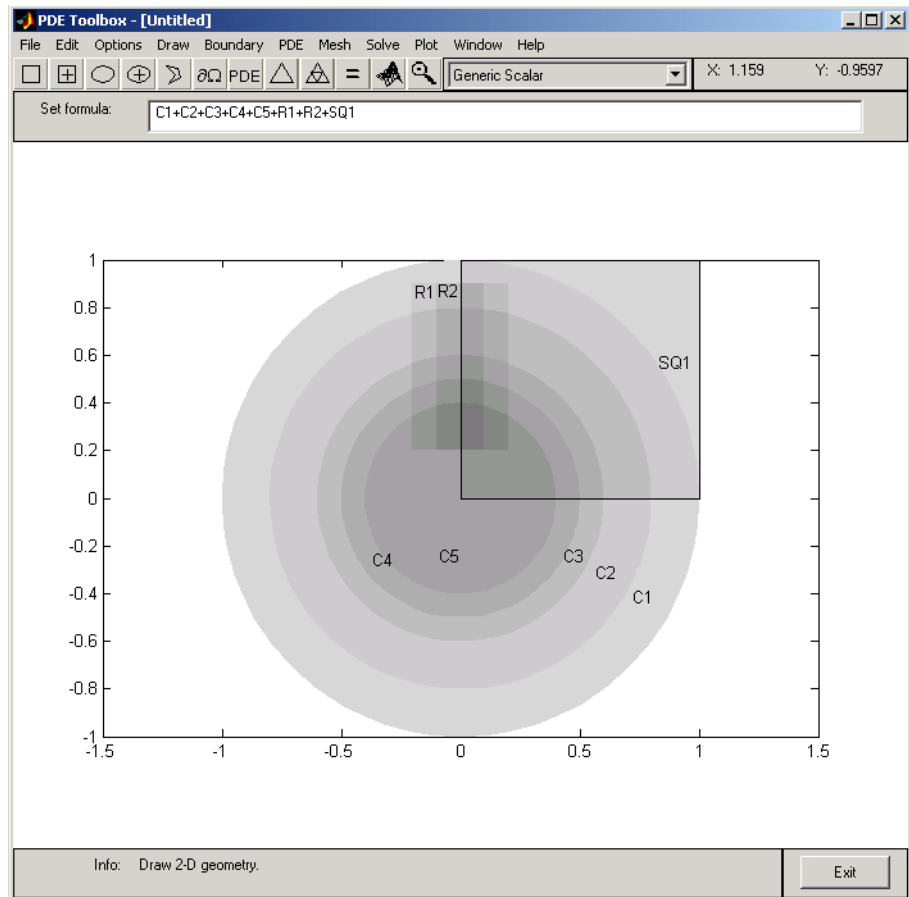 PDE Toolbox - [Untitled]
File Edit Options Draw Boundary PDE Mesh Solve Plot Window Help
∂Ω PDE = Generic Scalar X: 1.159 Y: -0.9597
Set formula: C1+C2+C3+C4+C5+R1+R2+SQ1
1
R1 R2
0.8
SQ1
0.6
0.4
0.2
0
C4 C5 C3
-0.2
C2
-0.4
C1
-0.6
-0.8
-1
-1.5 -1 -0.5 0 0.5 1 1.5
Info: Draw 2-D geometry.
Exit